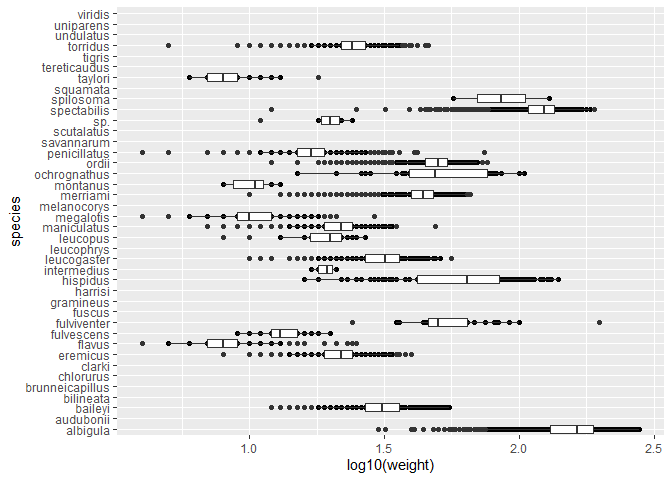 viridis
uniparens
undulatus
torridus
tigris
tereticaudus
taylori
squamata
spilosoma
spectabilis
sp.
scutalatus
savannarum
penicillatus
ordii
ochrognathus
montanus
merriami
melanocorys
megalotis
maniculatus
leucopus
leucophrys
leucogaster
intermedius
hispidus
harrisi
gramineus
fuscus
fulviventer
fulvescens
flavus
eremicus
clarki
chlorurus
brunneicapillus
bilineata
baileyi
audubonii
albigula
species
1.0 1.5 2.0 2.5
log10(weight)